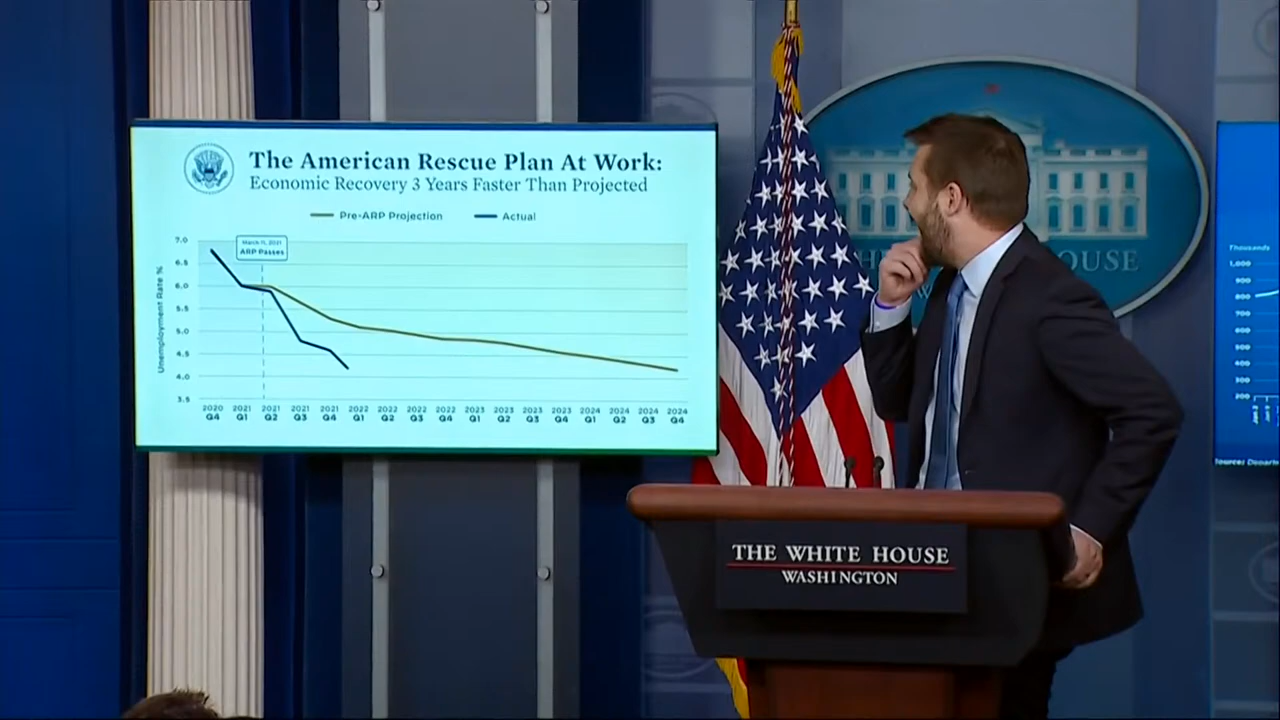 The American Rescue Plan At Work:
Economic Recovery 3 Years Faster Than Projected
Pre-ARP Projection Actual
March 11, 2021
ARP Passes
Unemployment Rate %
7.0
6.5
6.0
5.5
5.0
4.5
4.0
3.5
2020 2021 2021 2021 2021 2022 2022 2022 2022 2023 2023 2023 2023 2024 2024 2024 2024
Q4 Q1 Q2 Q3 Q4 Q1 Q2 Q3 Q4 Q1 Q2 Q3 Q4 Q1 Q2 Q3 Q4
OUSE
THE WHITE HOUSE
WASHINGTON
Thousands
1,000
900
800
700
600
500
400
300
200
Source: Departm